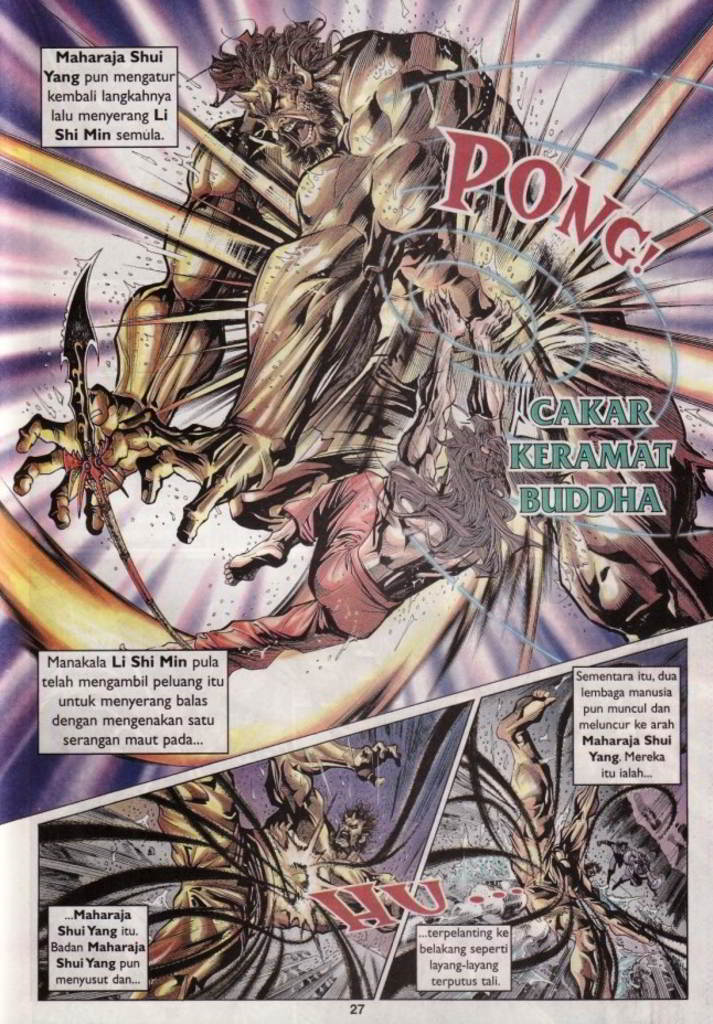 Maharaja Shui
Yang pun mengatur
kembali langkahnya
lalu menyerang Li
Shi Min semula.
PONG!
CAKAR
KERAMAT
BUDDHA
Manakala Li Shi Min pula
telah mengambil peluang itu
untuk menyerang balas
dengan mengenakan satu
serangan maut pada...
...Maharaja
Shui Yang itu.
Badan Maharaja
Shui Yang pun
menyusut dan...
HU...
...terpelanting ke
belakang seperti
layang-layang
terputus tali.
Sementara itu, dua
lembaga manusia
pun muncul dan
meluncur ke arah
Maharaja Shui
Yang. Mereka
itu ialah...
27